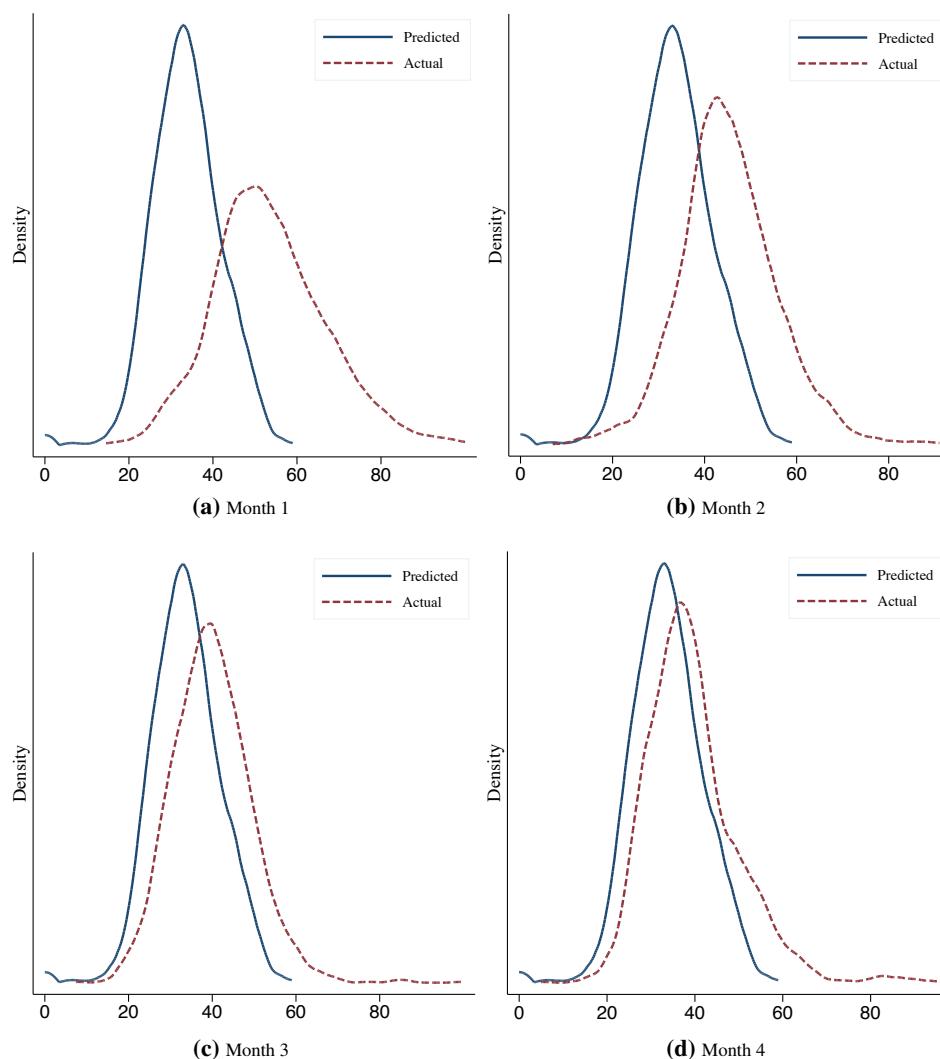 Predicted
Actual
Density
0 20 40 60 80
(a) Month 1
Predicted
Actual
Density
0 20 40 60 80
(b) Month 2
Predicted
Actual
Density
0 20 40 60 80
(c) Month 3
Predicted
Actual
Density
0 20 40 60 80
(d) Month 4